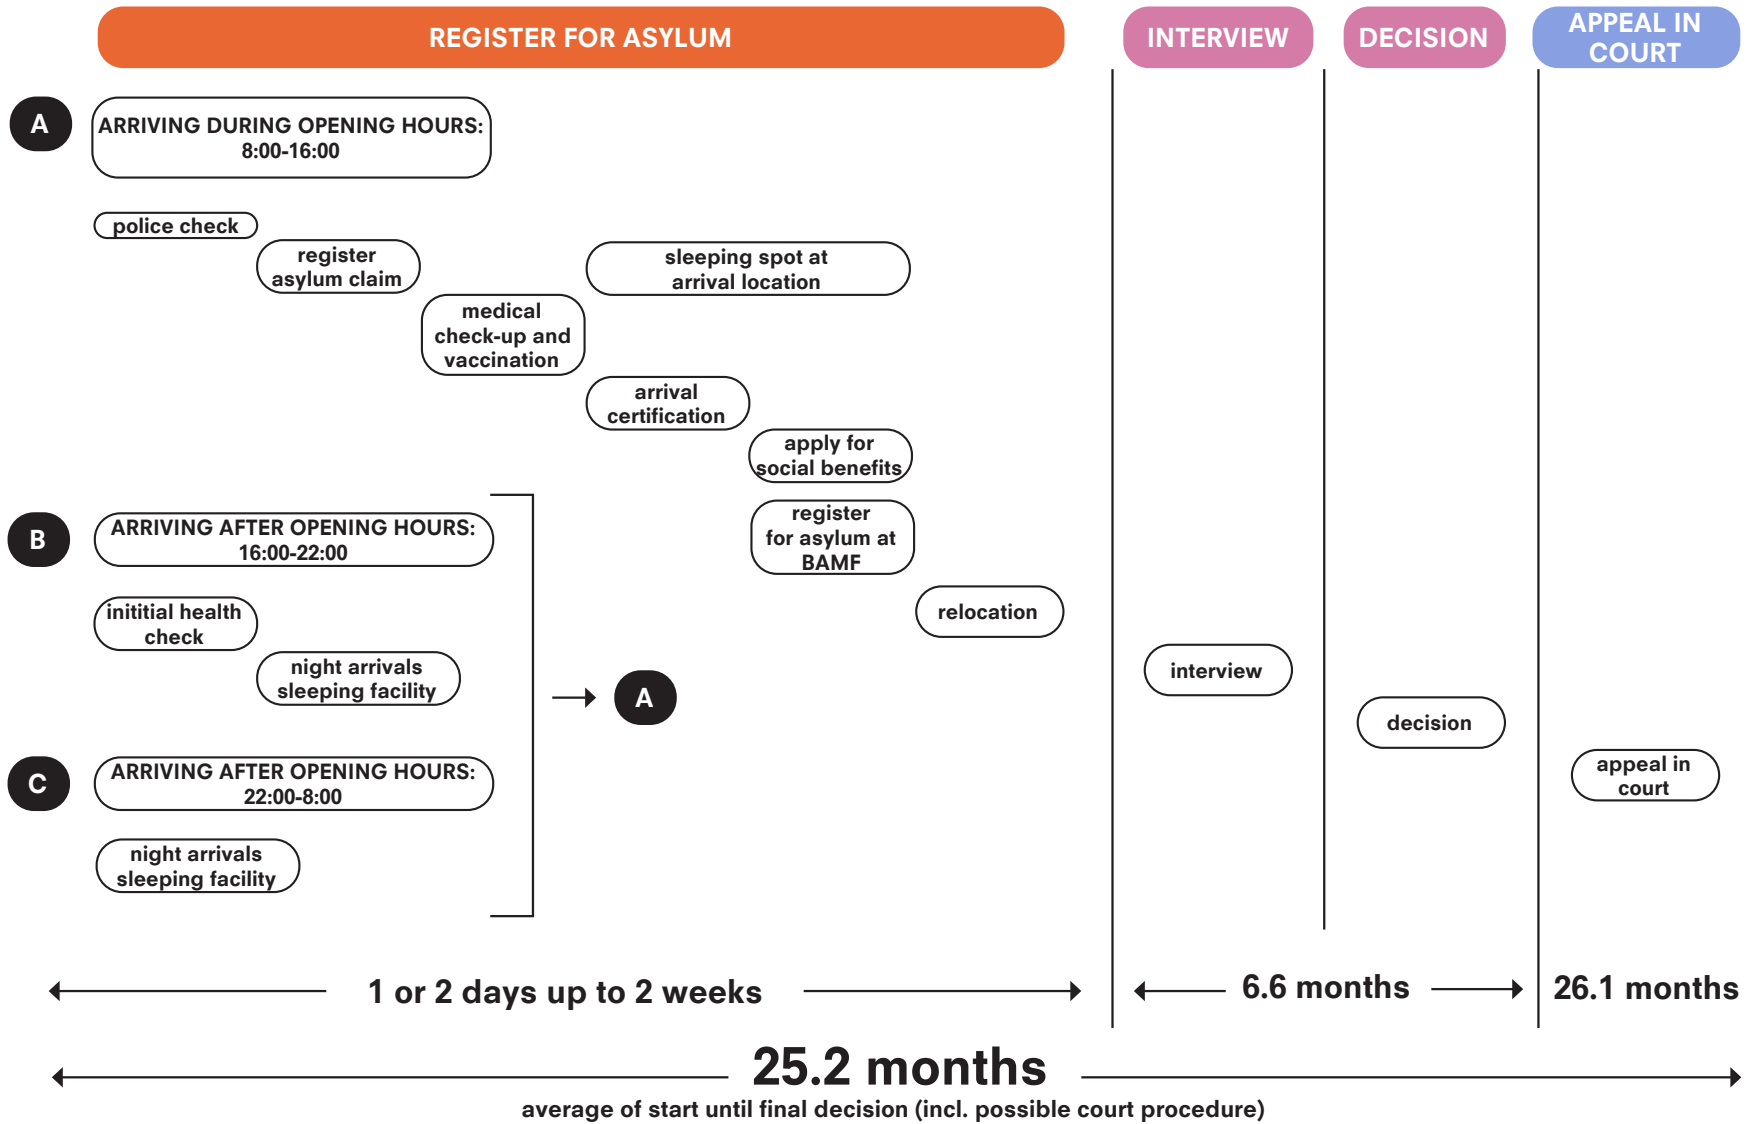 REGISTER FOR ASYLUM
INTERVIEW
DECISION
APPEAL IN
COURT
A
ARRIVING DURING OPENING HOURS:
8:00-16:00
police check
register
asylum claim
medical
check-up and
vaccination
sleeping spot at
arrival location
arrival
certification
apply for
social benefits
register
for asylum at
BAMF
relocation
B
ARRIVING AFTER OPENING HOURS:
16:00-22:00
inititial health
check
night arrivals
sleeping facility
A
C
ARRIVING AFTER OPENING HOURS:
22:00-8:00
night arrivals
sleeping facility
interview
decision
appeal in
court
1 or 2 days up to 2 weeks
6.6 months
26.1 months
25.2 months
average of start until final decision (incl. possible court procedure)